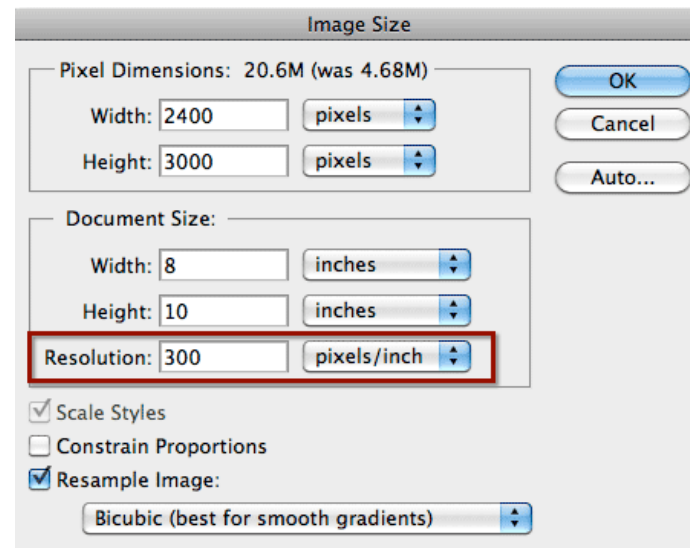 Image Size
Pixel Dimensions: 20.6M (was 4.68M)
Width: 2400 pixels
Height: 3000 pixels
OK
Cancel
Auto...
Document Size:
Width: 8 inches
Height: 10 inches
Resolution: 300 pixels/inch
Scale Styles
Constrain Proportions
Resample Image:
Bicubic (best for smooth gradients)